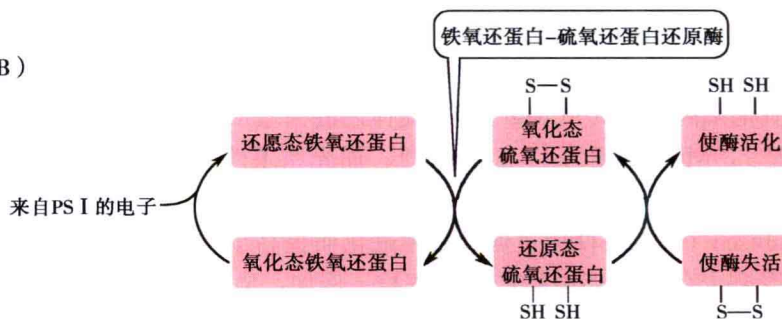 铁氧还蛋白-硫氧还蛋白还原酶
B）
S—S
SH SH
还愿态铁氧还蛋白
氧化态
硫氧还蛋白
使酶活化
来自PSⅠ的电子
氧化态铁氧还蛋白
还原态
硫氧还蛋白
使酶失活
SH SH
S—S